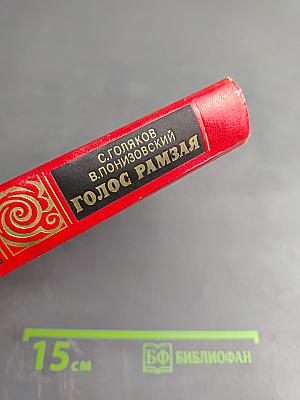 С. ГОЛЯКОВ
В. ПОНИЗОВСКИЙ
ГОЛОС РАМЗАЯ
15 см
БФ БИБЛИОФАН